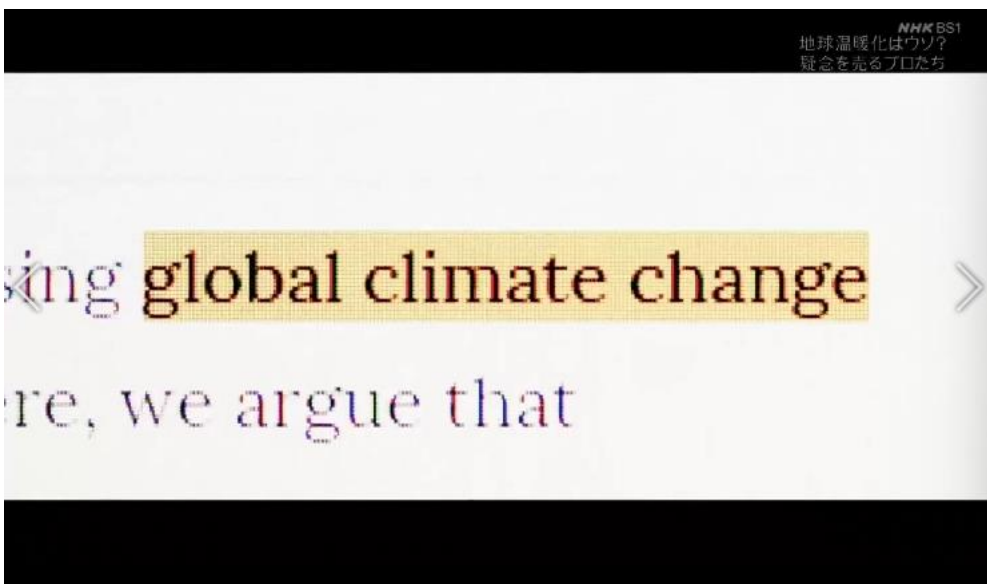 NHK BS1
地球温暖化はウソ？
疑念を売るプロたち
sing global climate change
re, we argue that